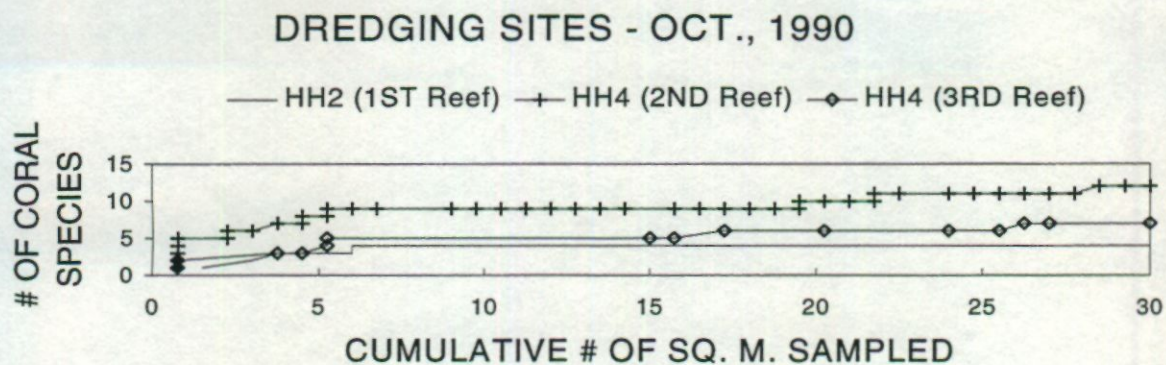 DREDGING SITES - OCT., 1990
HH2 (1ST Reef) HH4 (2ND Reef) HH4 (3RD Reef)
# OF CORAL
SPECIES
15
10
5
0
0 5 10 15 20 25 30
CUMULATIVE # OF SQ. M. SAMPLED